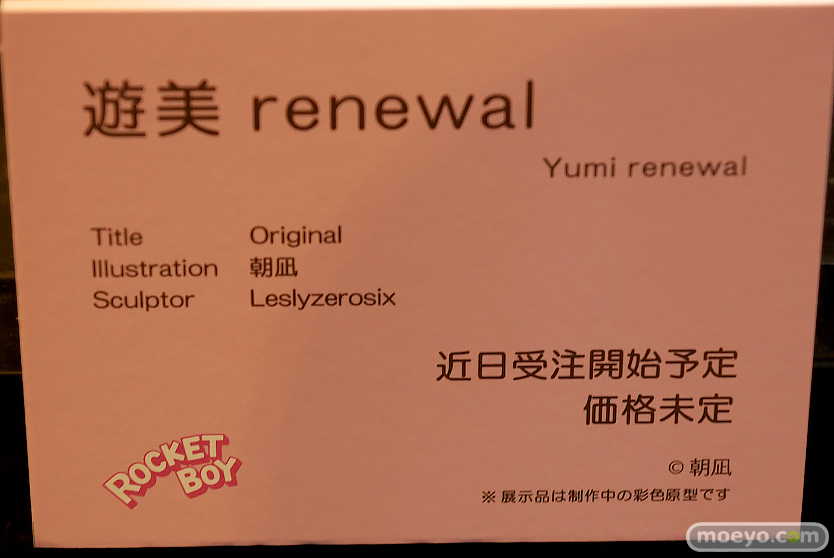 遊美 renewal
Yumi renewal
Title Original
Illustration 朝凪
Sculptor Leslyzerosix
近日受注開始予定
価格未定
ROCKET
BOY
© 朝凪
※ 展示品は制作中の彩色原型です
moeyo.com